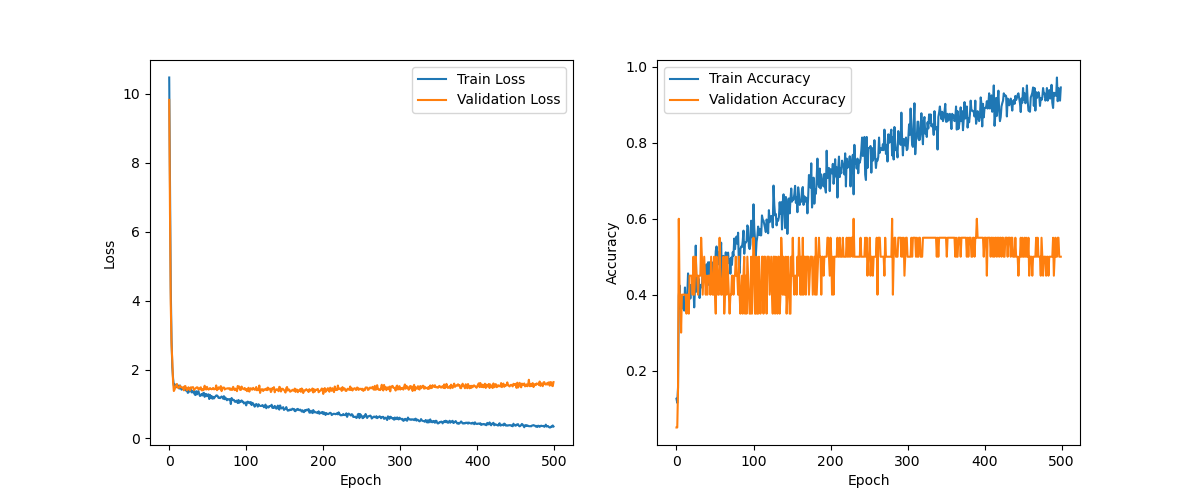 Train Loss
Validation Loss
10
8
6
4
2
0
Loss
0 100 200 300 400 500
Epoch
Train Accuracy
Validation Accuracy
1.0
0.8
0.6
0.4
0.2
Accuracy
0 100 200 300 400 500
Epoch